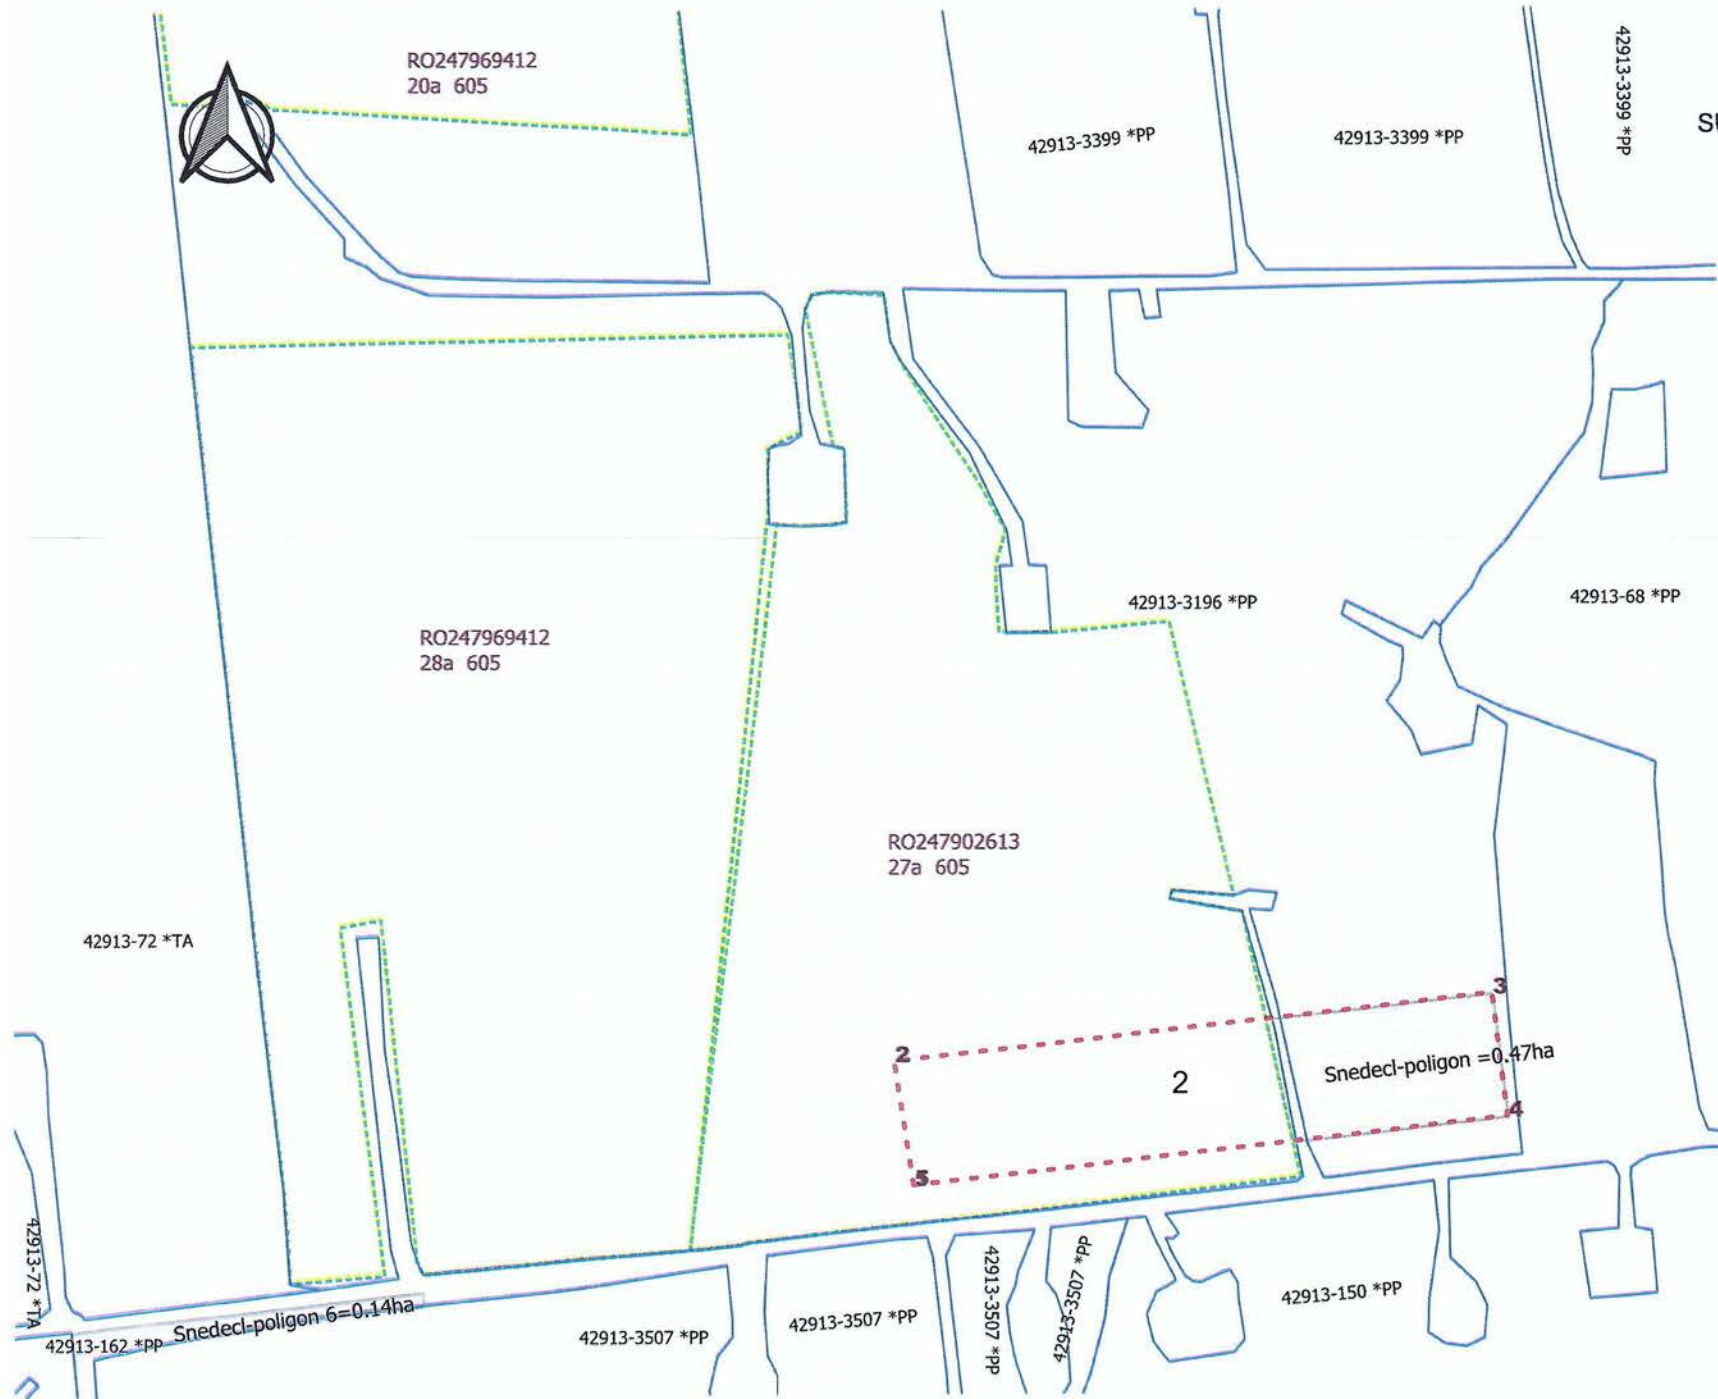 RO247969412
20a 605
42913-3399 *PP
42913-3399 *PP
42913-3399 *PP
42913-3196 *PP
42913-68 *PP
RO247969412
28a 605
RO247902613
27a 605
42913-72 *TA
3
2
2
Snedecl-poligon =0.47ha
4
5
42913-72 *TA
42913-162 *PP
Snedecl-poligon 6=0.14ha
42913-3507 *PP
42913-3507 *PP
42913-3507 *PP
42913-3507 *PP
42913-150 *PP